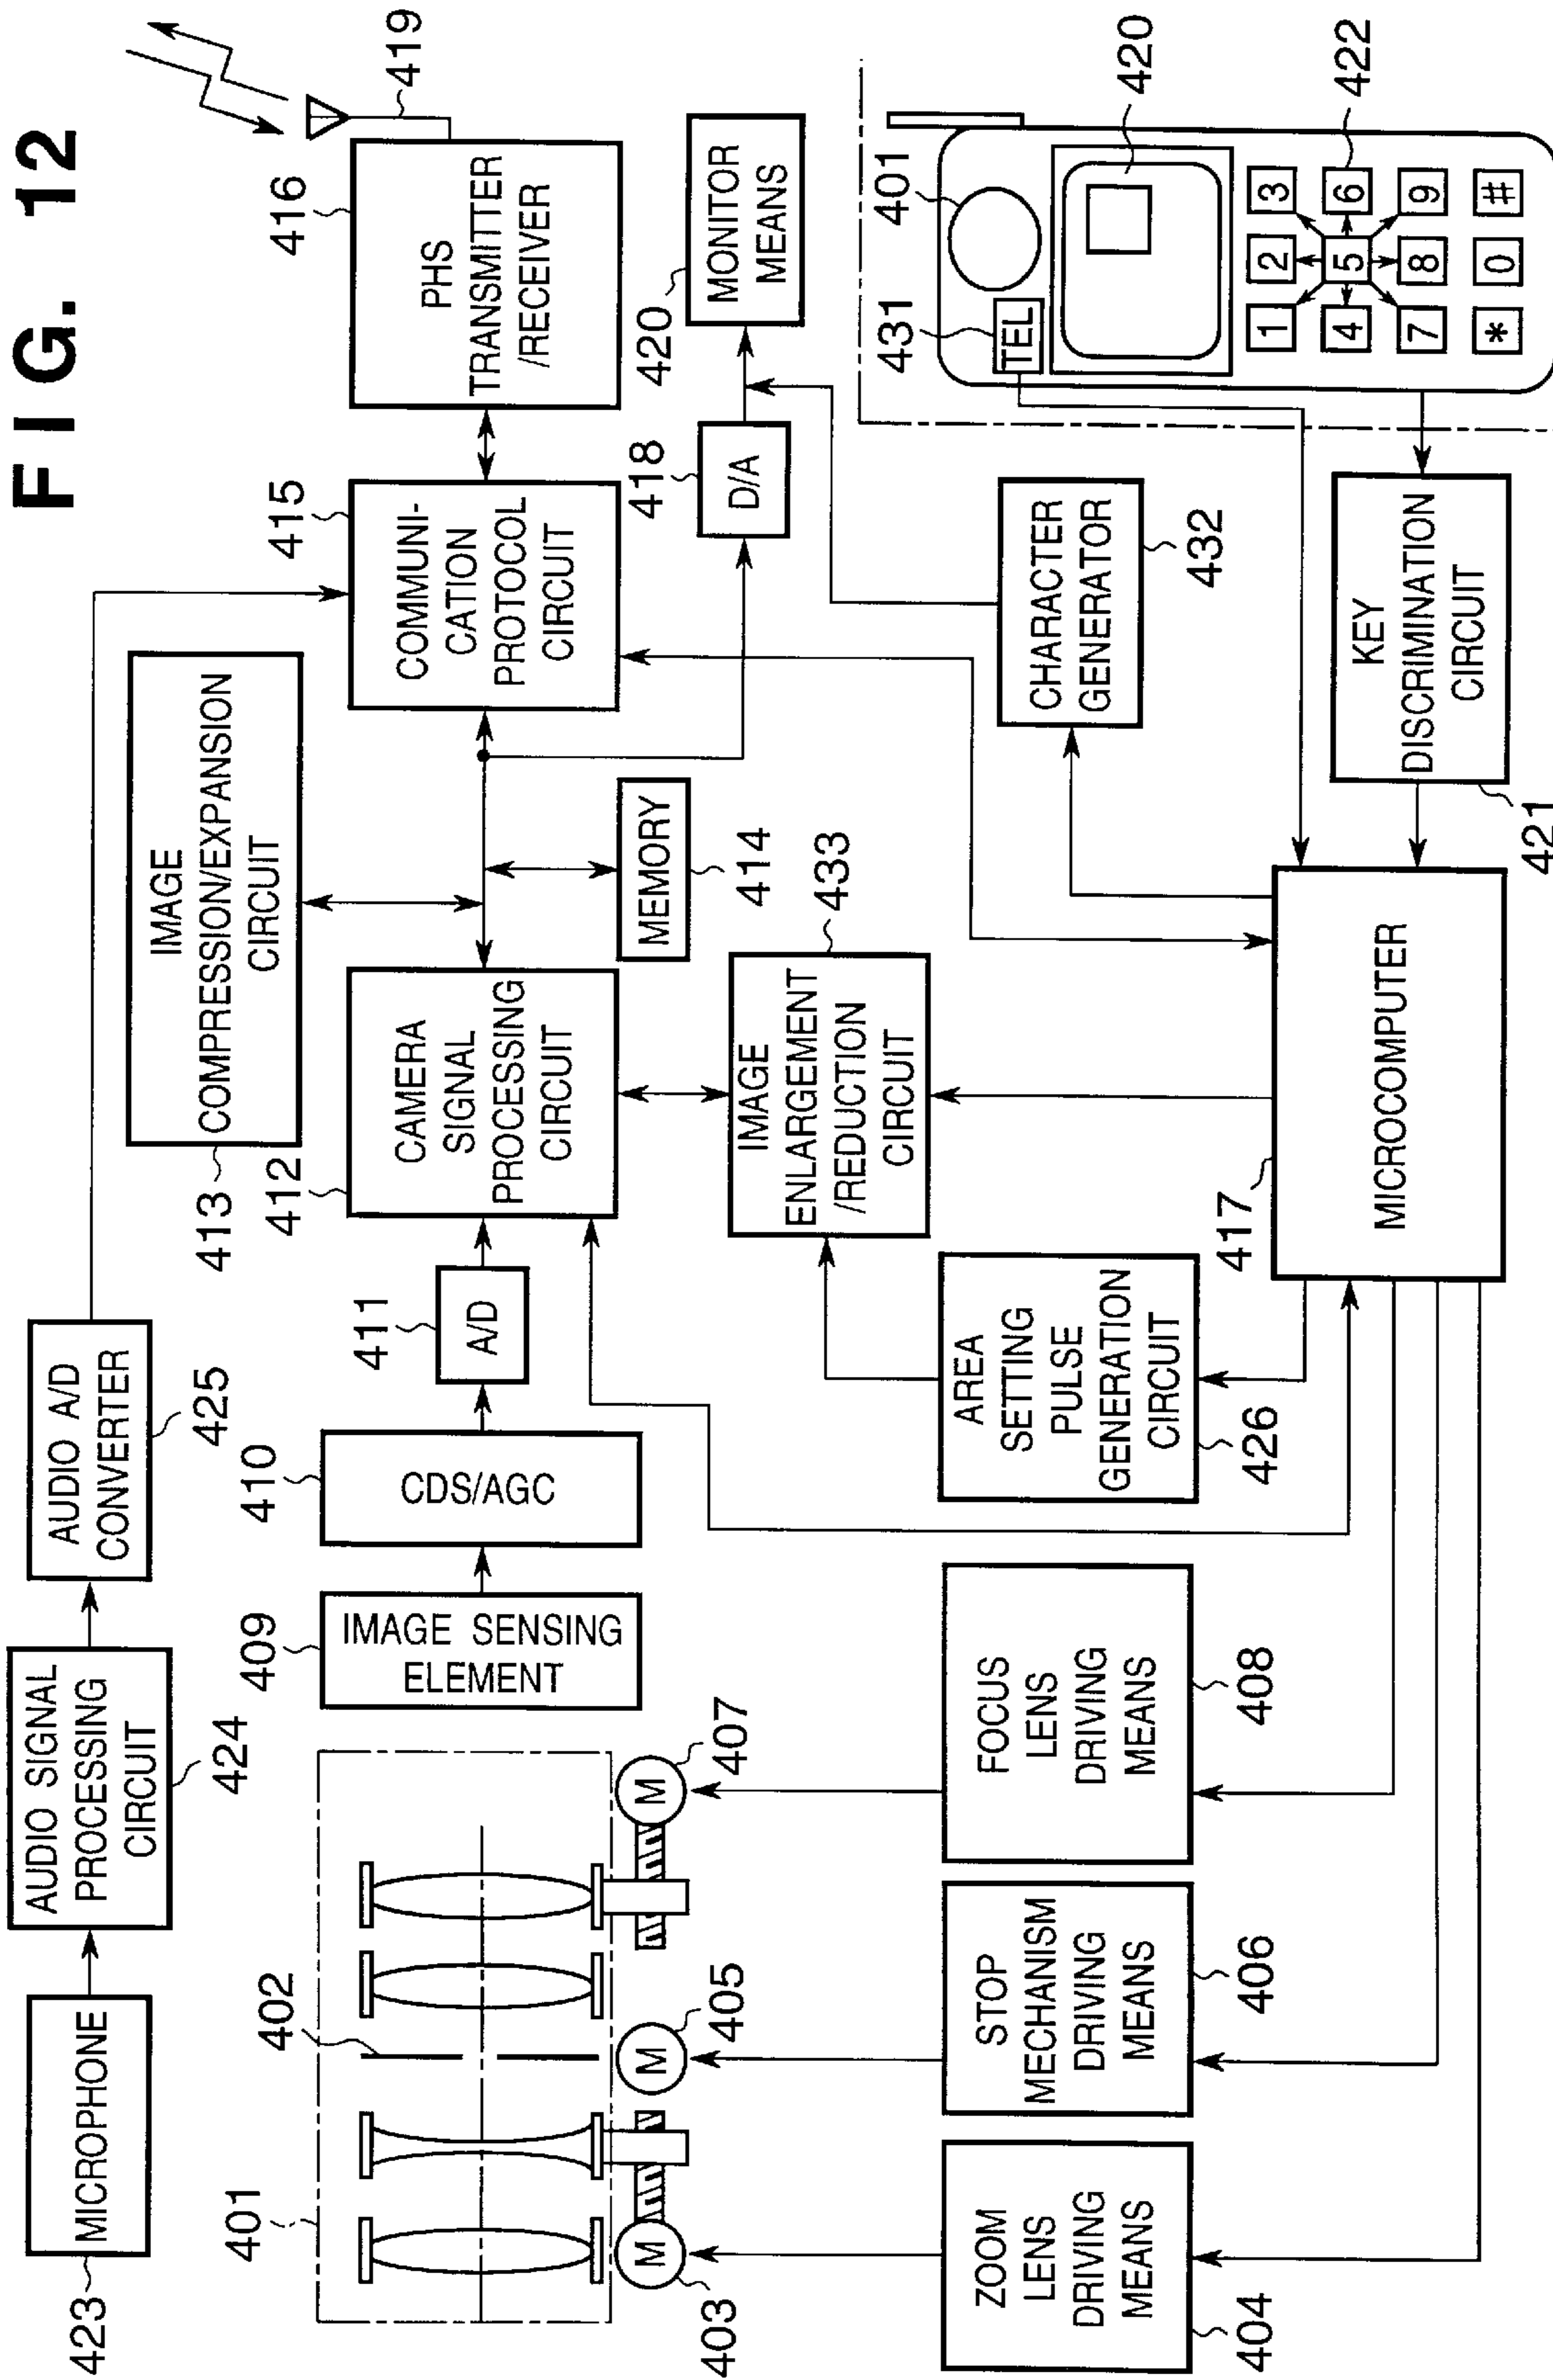 FIG. 12
423
MICROPHONE
AUDIO SIGNAL
PROCESSING
CIRCUIT
424
AUDIO A/D
CONVERTER
425
413
IMAGE
COMPRESSION/EXPANSION
CIRCUIT
401
402
409
IMAGE SENSING
ELEMENT
410
CDS/AGC
411
A/D
412
CAMERA
SIGNAL
PROCESSING
CIRCUIT
415
COMMUNI-
CATION
PROTOCOL
CIRCUIT
416
PHS
TRANSMITTER
/RECEIVER
419
403
M
405
M
407
M
MEMORY
414
418
D/A
420
MONITOR
MEANS
433
IMAGE
ENLARGEMENT
/REDUCTION
CIRCUIT
404
ZOOM
LENS
DRIVING
MEANS
STOP
MECHANISM
DRIVING
MEANS
406
FOCUS
LENS
DRIVING
MEANS
408
AREA
SETTING
PULSE
GENERATION
CIRCUIT
426
CHARACTER
GENERATOR
432
417
MICROCOMPUTER
KEY
DISCRIMINATION
CIRCUIT
421
431
TEL
401
420
1 2 3
4 5 6
7 8 9
* 0 #
422